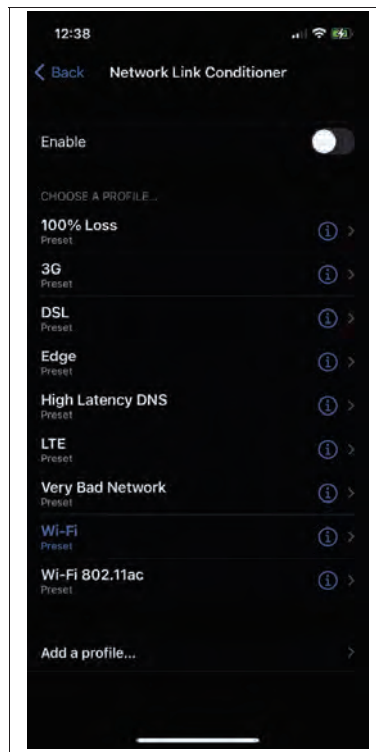 12:38
Back Network Link Conditioner
Enable
CHOOSE A PROFILE...
100% Loss
Preset
3G
Preset
DSL
Preset
Edge
Preset
High Latency DNS
Preset
LTE
Preset
Very Bad Network
Preset
Wi-Fi
Preset
Wi-Fi 802.11ac
Preset
Add a profile...